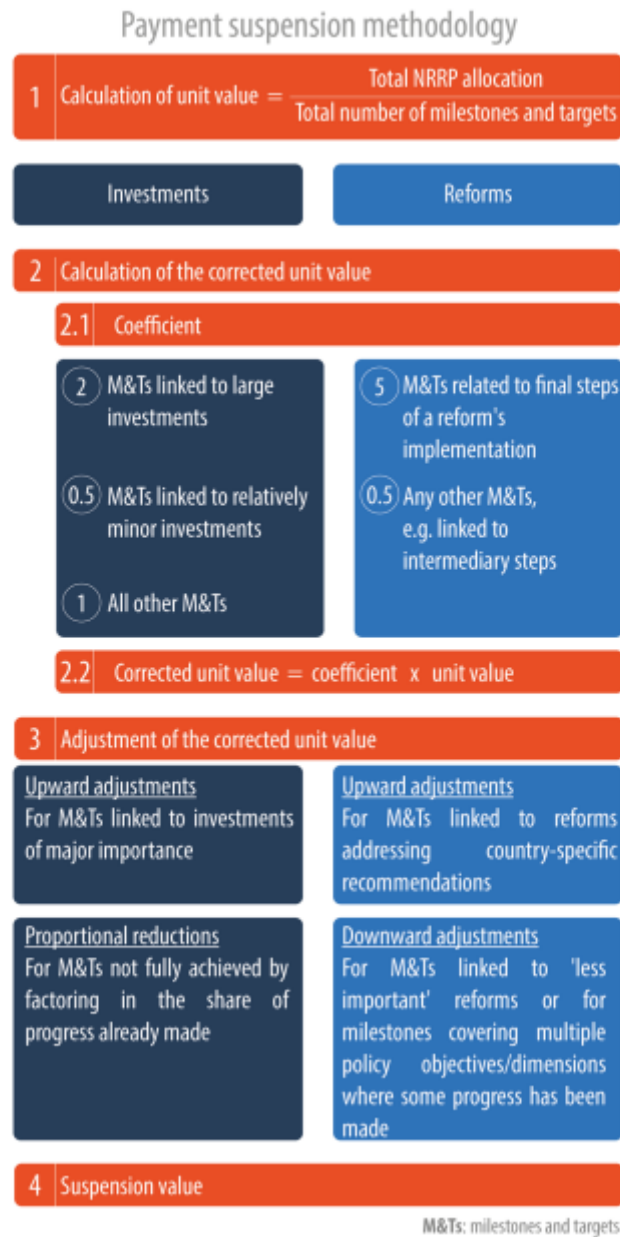 Payment suspension methodology
1 Calculation of unit value = Total NRRP allocation
Total number of milestones and targets
Investments
Reforms
2 Calculation of the corrected unit value
2.1 Coefficient
2 M&Ts linked to large
investments
0.5 M&Ts linked to relatively
minor investments
1 All other M&Ts
5 M&Ts related to final steps
of a reform's
implementation
0.5 Any other M&Ts,
e.g. linked to
intermediary steps
2.2 Corrected unit value = coefficient x unit value
3 Adjustment of the corrected unit value
Upward adjustments
For M&Ts linked to investments
of major importance
Upward adjustments
For M&Ts linked to reforms
addressing country-specific
recommendations
Proportional reductions
For M&Ts not fully achieved by
factoring in the share of
progress already made
Downward adjustments
For M&Ts linked to 'less
important' reforms or for
milestones covering multiple
policy objectives/dimensions
where some progress has been
made
4 Suspension value
M&Ts: milestones and targets